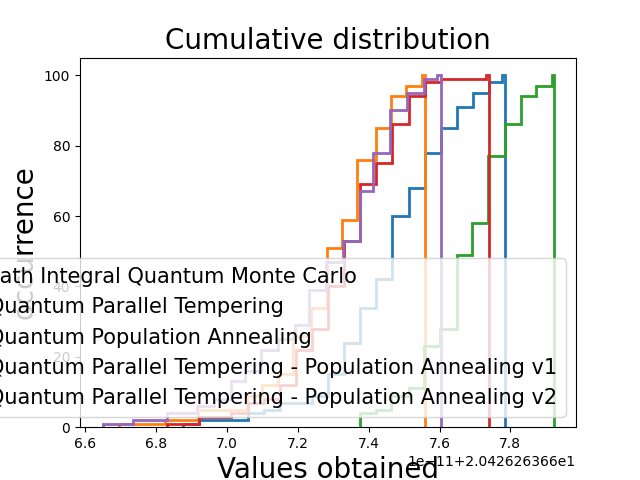 Cumulative distribution
100
80
60
40
20
0
occurrence
ath Integral Quantum Monte Carlo
Quantum Parallel Tempering
Quantum Population Annealing
Quantum Parallel Tempering - Population Annealing v1
Quantum Parallel Tempering - Population Annealing v2
6.6 6.8 7.0 7.2 7.4 7.6 7.8
Values obtained
1e−11+2.042626366e1